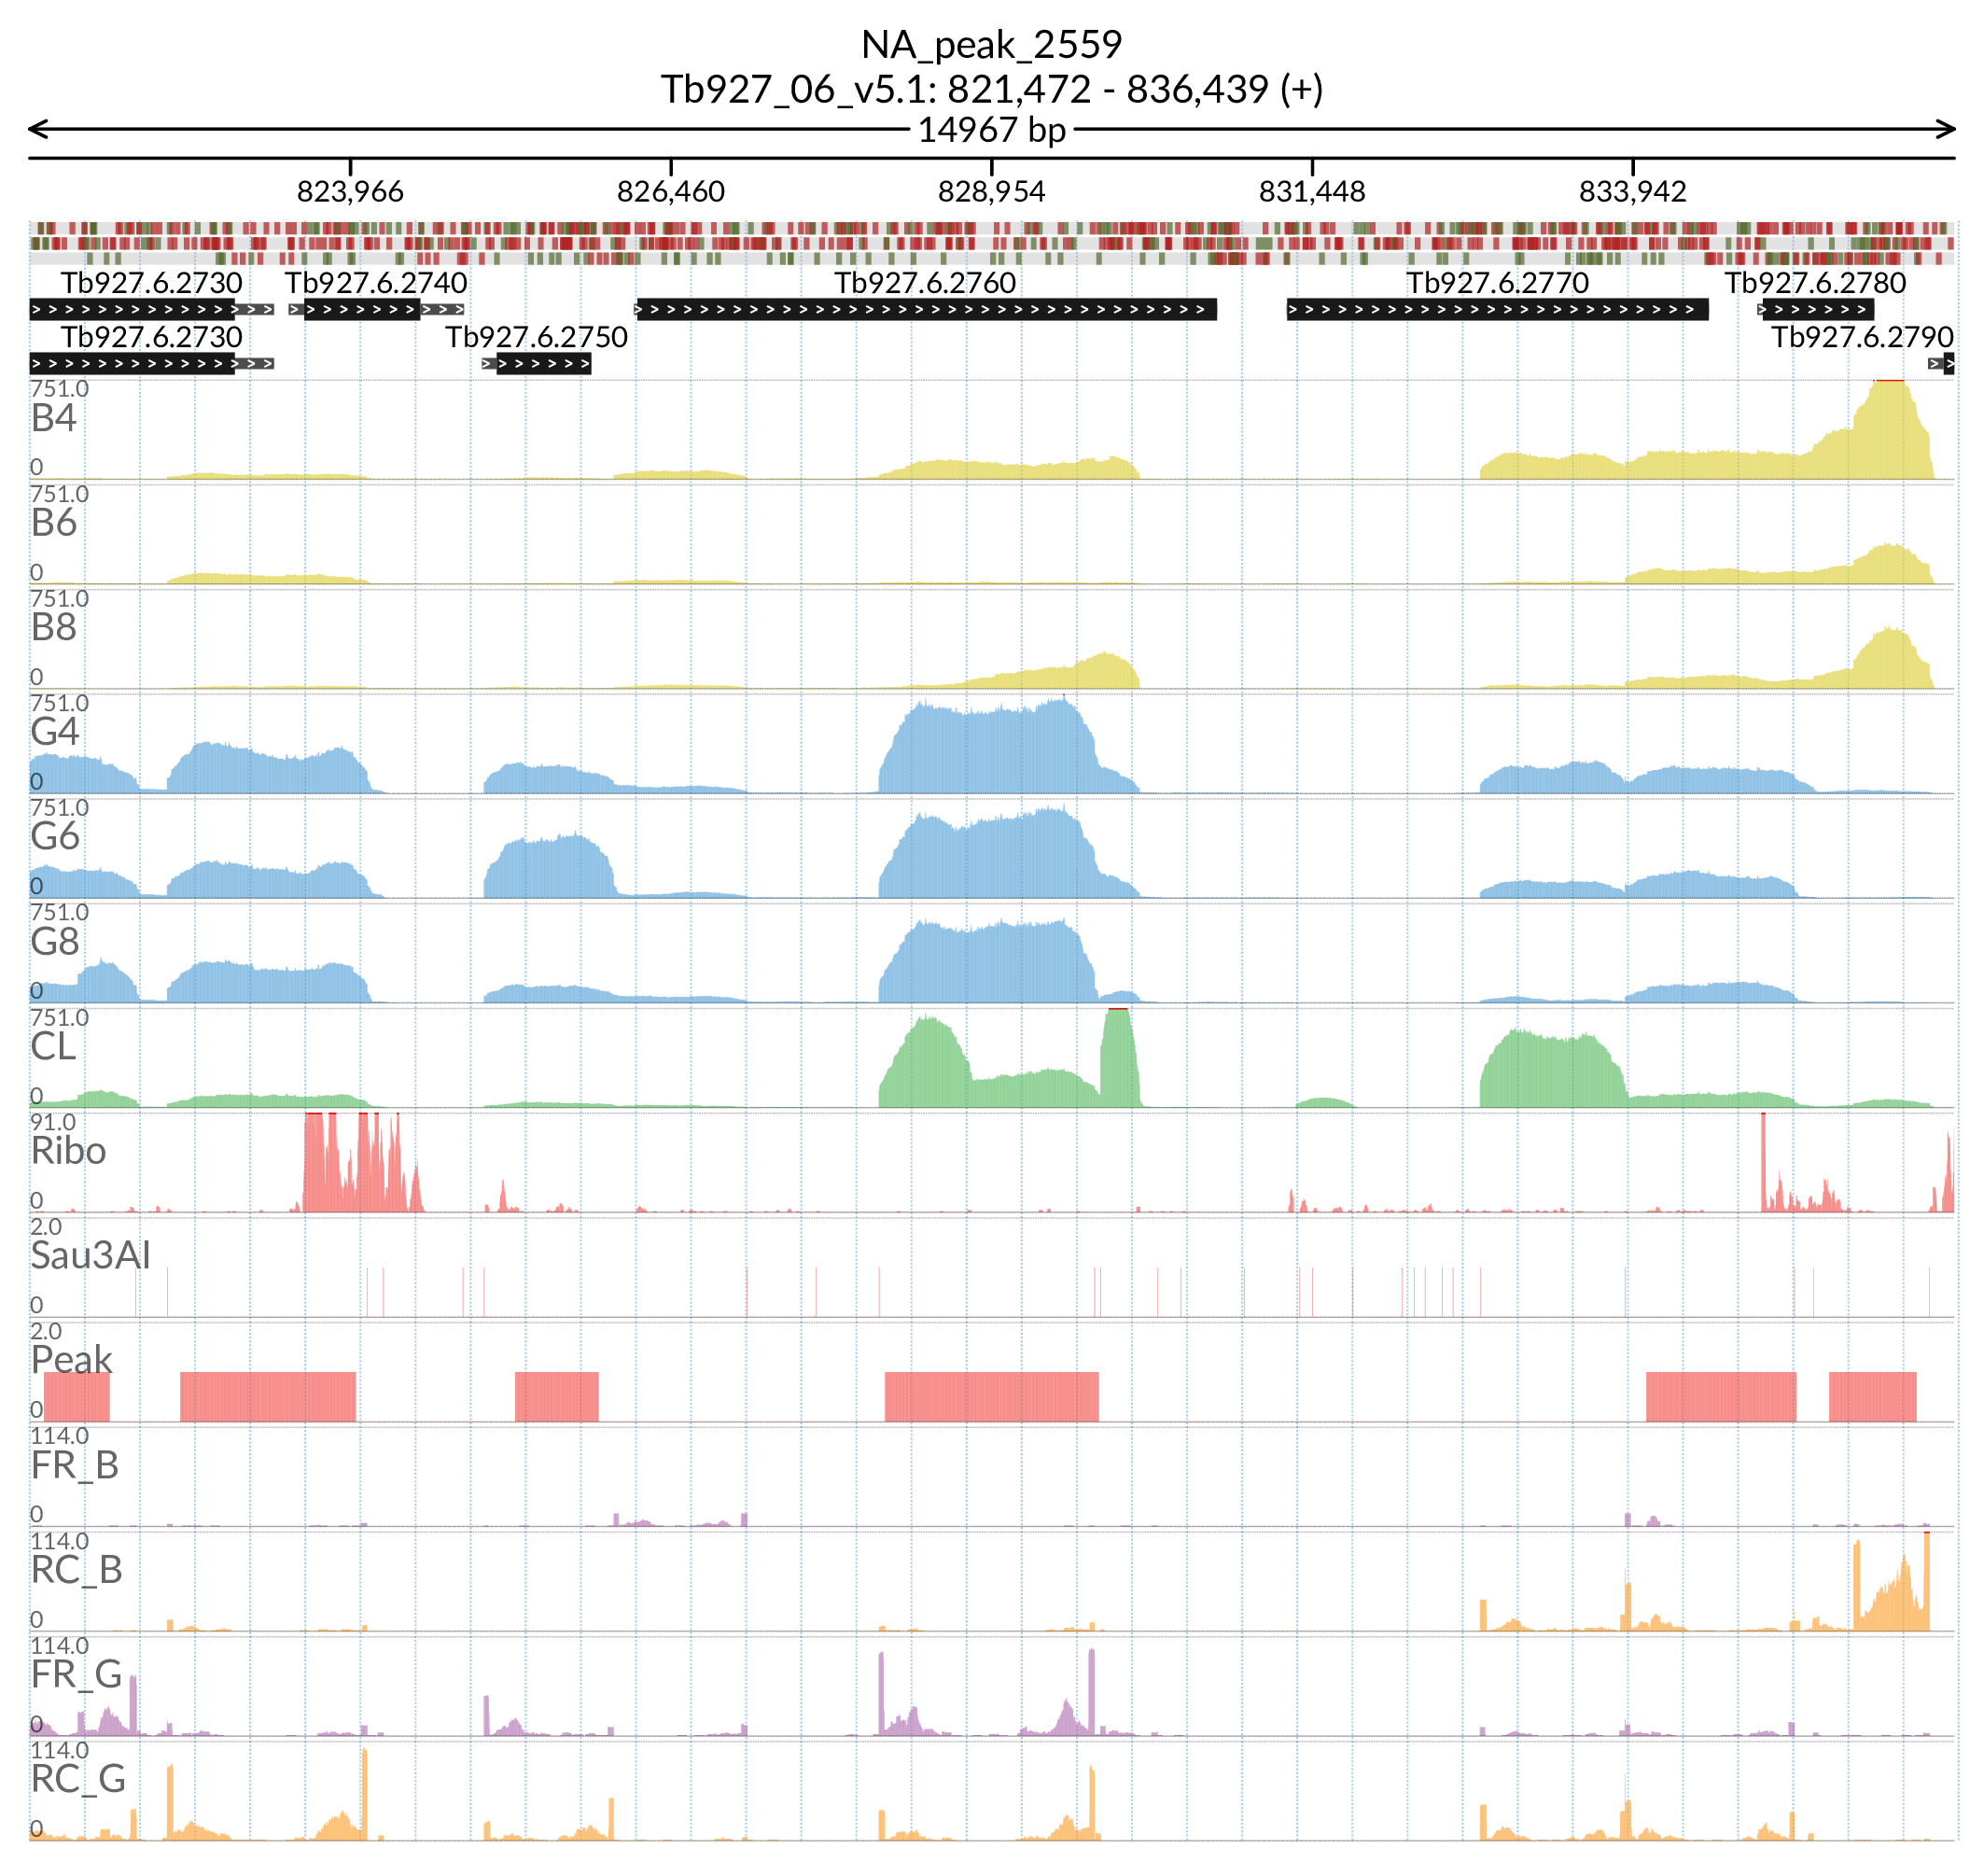 NA_peak_2559
Tb927_06_v5.1: 821,472 - 836,439 (+)
14967 bp
823,966 826,460 828,954 831,448 833,942
Tb927.6.2730 Tb927.6.2740 Tb927.6.2760 Tb927.6.2770 Tb927.6.2780
Tb927.6.2730 Tb927.6.2750 Tb927.6.2790
751.0
B4
0
751.0
B6
0
751.0
B8
0
751.0
G4
0
751.0
G6
0
751.0
G8
0
751.0
CL
0
91.0
Ribo
0
2.0
Sau3AI
0
2.0
Peak
0
114.0
FR_B
0
114.0
RC_B
0
114.0
FR_G
0
114.0
RC_G
0